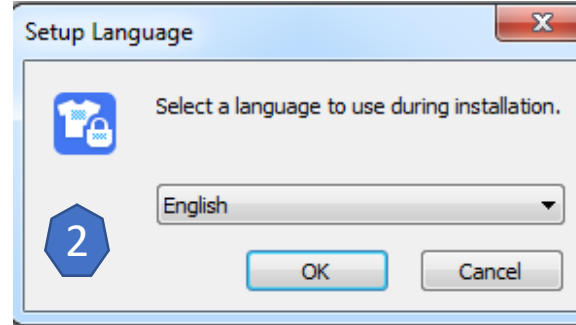 Setup Language
Select a language to use during installation.
English
2
OK
Cancel